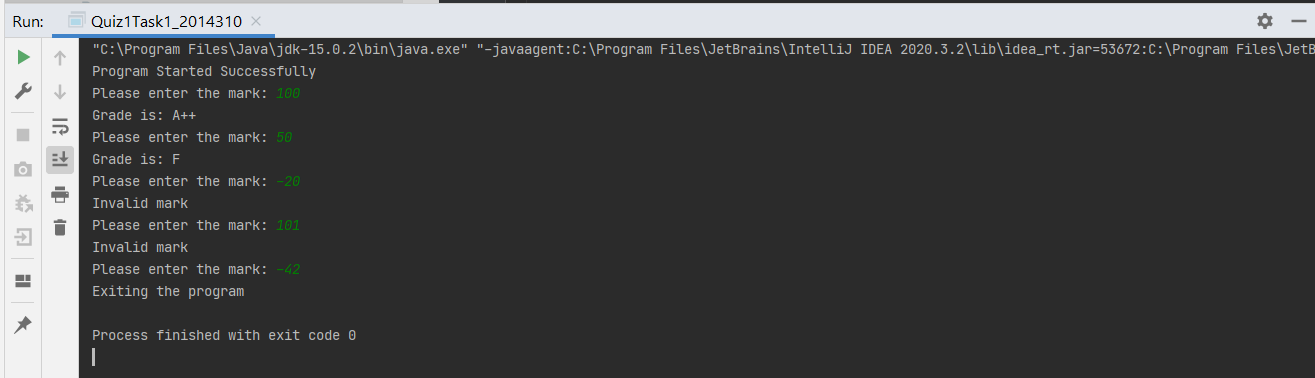 Run: Quiz1Task1_2014310
"C:\Program Files\Java\jdk-15.0.2\bin\java.exe" "-javaagent:C:\Program Files\JetBrains\IntelliJ IDEA 2020.3.2\lib\idea_rt.jar=53672:C:\Program Files\JetB
Program Started Successfully
Please enter the mark: 100
Grade is: A++
Please enter the mark: 50
Grade is: F
Please enter the mark: -20
Invalid mark
Please enter the mark: 101
Invalid mark
Please enter the mark: -42
Exiting the program
Process finished with exit code 0